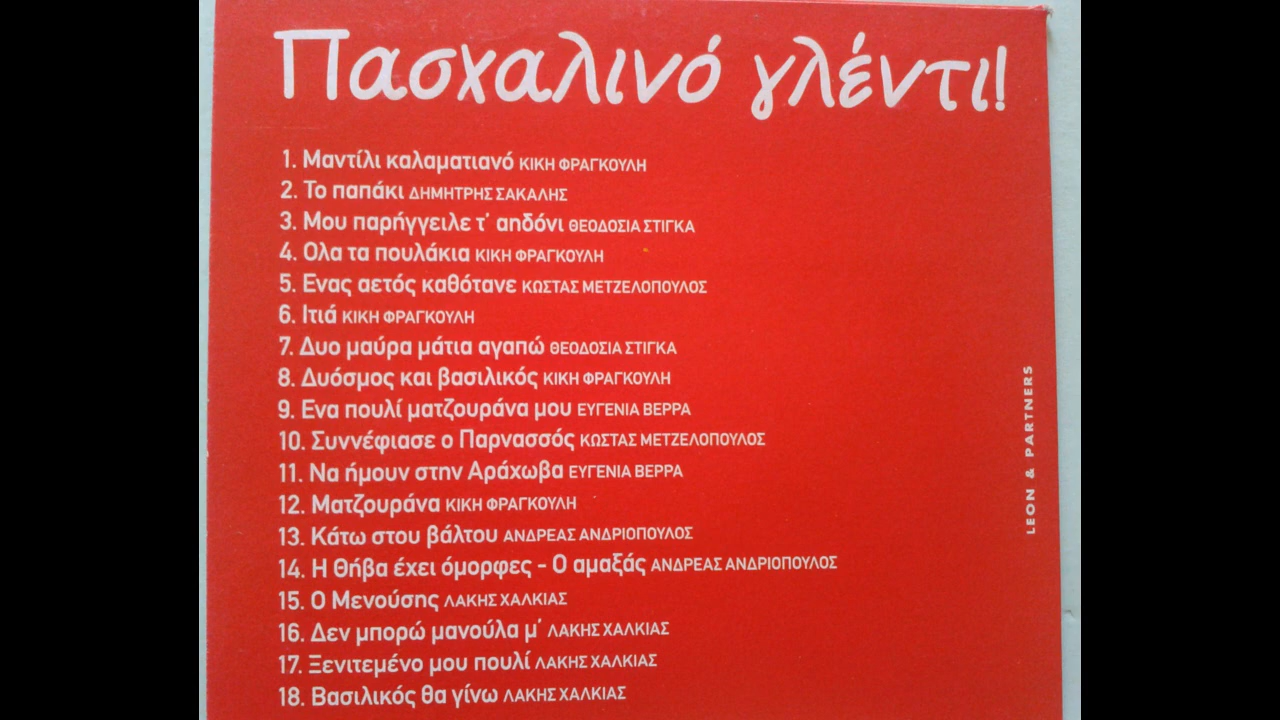 Πασχαλινό γλέντι!
1. Μαντίλι καλαματιανό ΚΙΚΗ ΦΡΑΓΚΟΥΛΗ
2. Το παπάκι ΔΗΜΗΤΡΗΣ ΣΑΚΑΛΗΣ
3. Μου παρήγγειλε τ' αηδόνι ΘΕΟΔΟΣΙΑ ΣΤΙΓΚΑ
4. Ολα τα πουλάκια ΚΙΚΗ ΦΡΑΓΚΟΥΛΗ
5. Ενας αετός καθότανε ΚΩΣΤΑΣ ΜΕΤΖΕΛΟΠΟΥΛΟΣ
6. Ιτιά ΚΙΚΗ ΦΡΑΓΚΟΥΛΗ
7. Δυο μαύρα μάτια αγαπώ ΘΕΟΔΟΣΙΑ ΣΤΙΓΚΑ
8. Δυόσμος και βασιλικός ΚΙΚΗ ΦΡΑΓΚΟΥΛΗ
9. Ενα πουλί ματζουράνα μου ΕΥΓΕΝΙΑ ΒΕΡΡΑ
10. Συννέφιασε ο Παρνασσός ΚΩΣΤΑΣ ΜΕΤΖΕΛΟΠΟΥΛΟΣ
11. Να ήμουν στην Αράχωβα ΕΥΓΕΝΙΑ ΒΕΡΡΑ
12. Ματζουράνα ΚΙΚΗ ΦΡΑΓΚΟΥΛΗ
13. Κάτω στου βάλτου ΑΝΔΡΕΑΣ ΑΝΔΡΙΟΠΟΥΛΟΣ
14. Η Θήβα έχει όμορφες - Ο αμαξάς ΑΝΔΡΕΑΣ ΑΝΔΡΙΟΠΟΥΛΟΣ
15. Ο Μενούσης ΛΑΚΗΣ ΧΑΛΚΙΑΣ
16. Δεν μπορώ μανούλα μ' ΛΑΚΗΣ ΧΑΛΚΙΑΣ
17. Ξενιτεμένο μου πουλί ΛΑΚΗΣ ΧΑΛΚΙΑΣ
18. Βασιλικός θα γίνω ΛΑΚΗΣ ΧΑΛΚΙΑΣ
LEON & PARTNERS